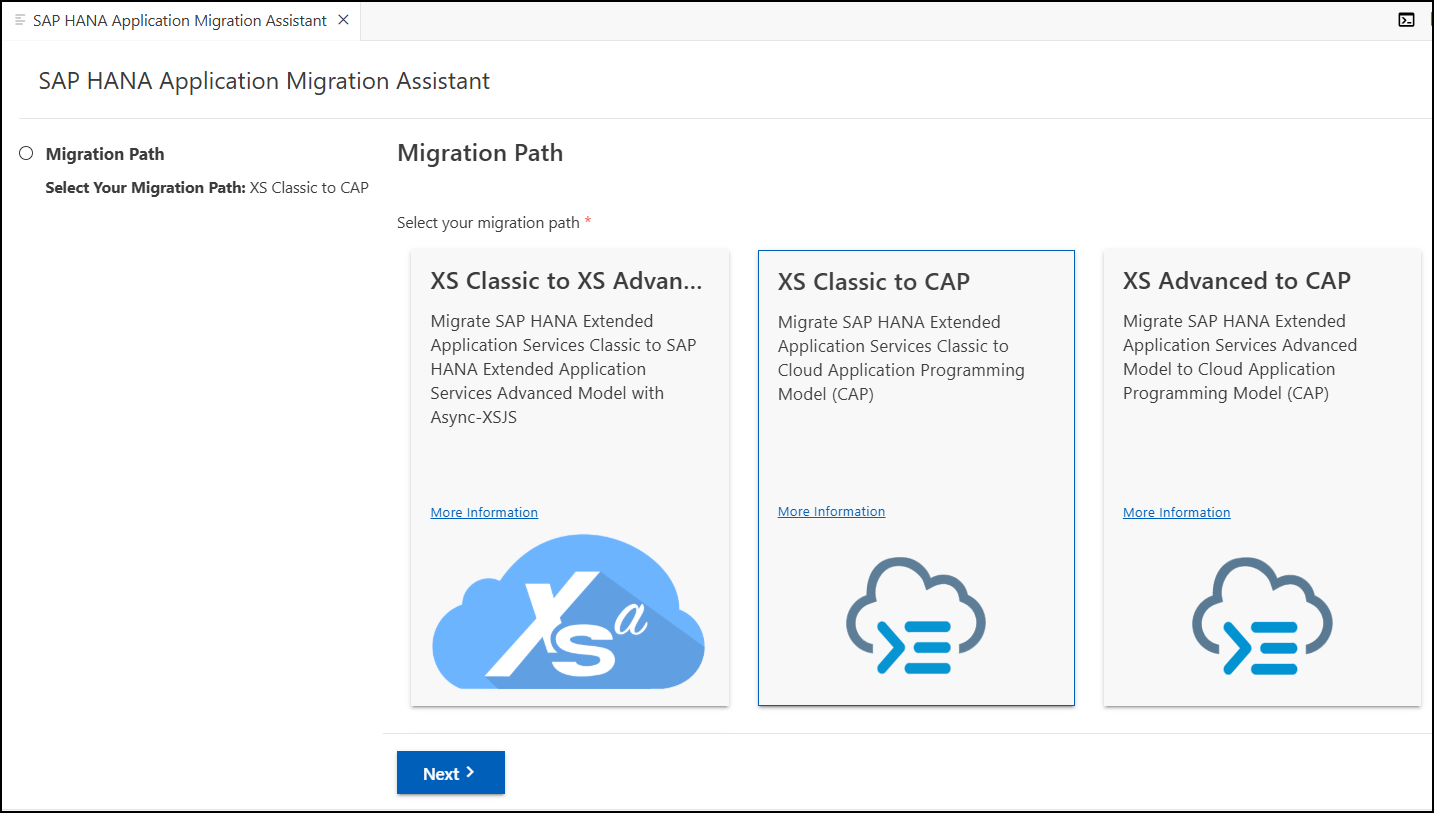 SAP HANA Application Migration Assistant
SAP HANA Application Migration Assistant
Migration Path
Select Your Migration Path: XS Classic to CAP
Migration Path
Select your migration path *
XS Classic to XS Advan...
Migrate SAP HANA Extended
Application Services Classic to SAP
HANA Extended Application
Services Advanced Model with
Async-XSJS
More Information
XSa
XS Classic to CAP
Migrate SAP HANA Extended
Application Services Classic to
Cloud Application Programming
Model (CAP)
More Information
XS Advanced to CAP
Migrate SAP HANA Extended
Application Services Advanced
Model to Cloud Application
Programming Model (CAP)
More Information
Next